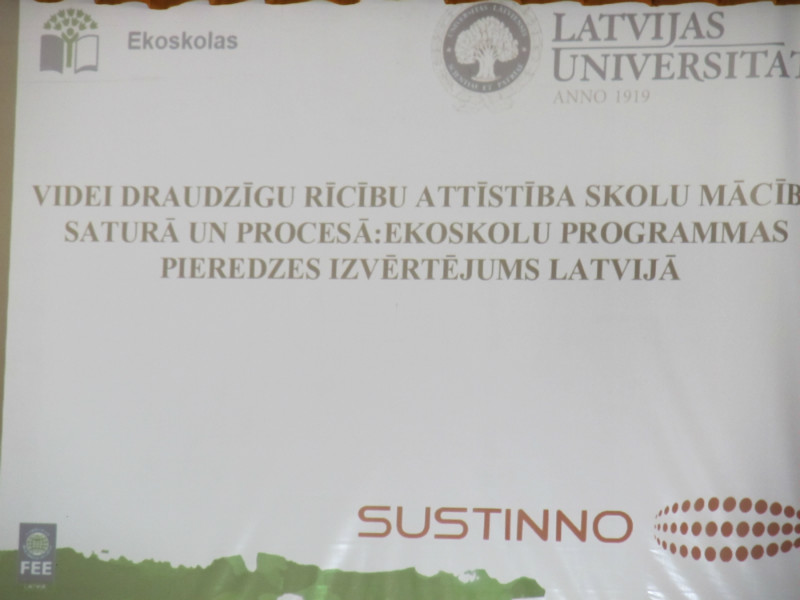 Ekoskolas
LATVIJAS
UNIVERSITĀT
ANNO 1919
VIDEI DRAUDZĪGU RĪCĪBU ATTĪSTĪBA SKOLU MĀCĪB
SATURĀ UN PROCESĀ:EKOSKOLU PROGRAMMAS
PIEREDZES IZVĒRTĒJUMS LATVIJĀ
SUSTINNO
FEE